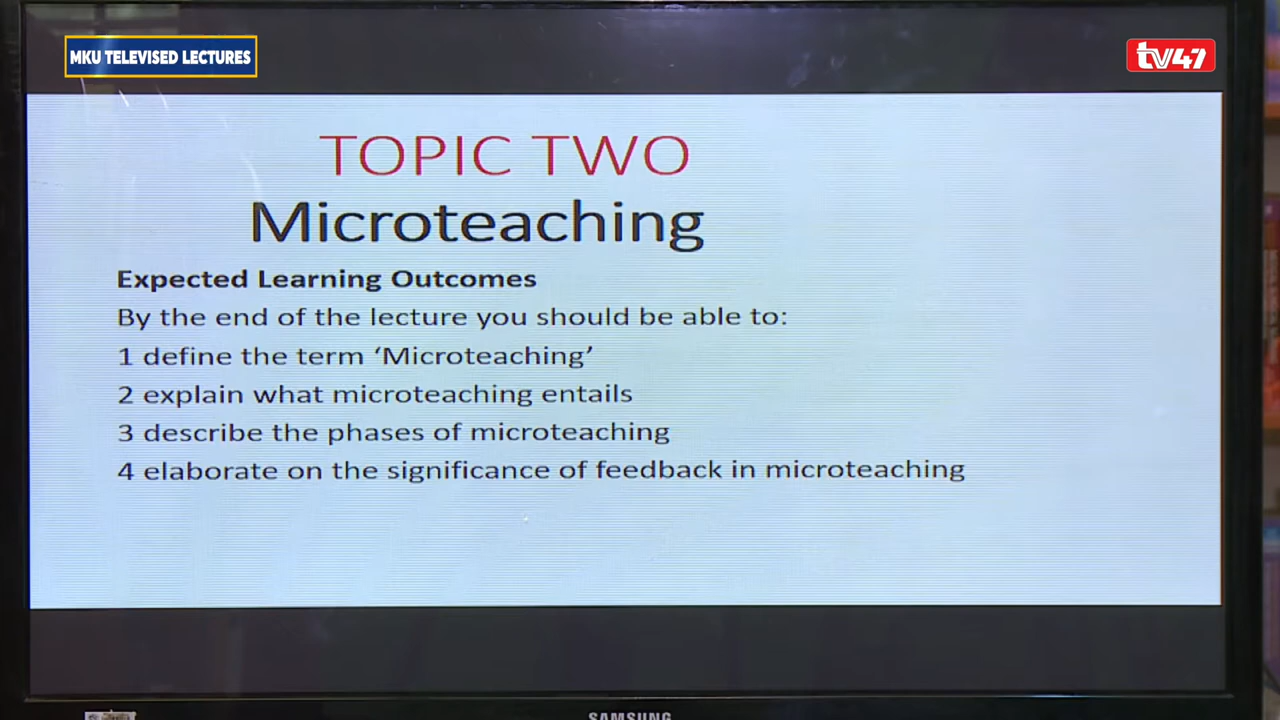 MKU TELEVISED LECTURES
tv47
TOPIC TWO
Microteaching
Expected Learning Outcomes
By the end of the lecture you should be able to:
1 define the term ‘Microteaching’
2 explain what microteaching entails
3 describe the phases of microteaching
4 elaborate on the significance of feedback in microteaching
SAMSUNG